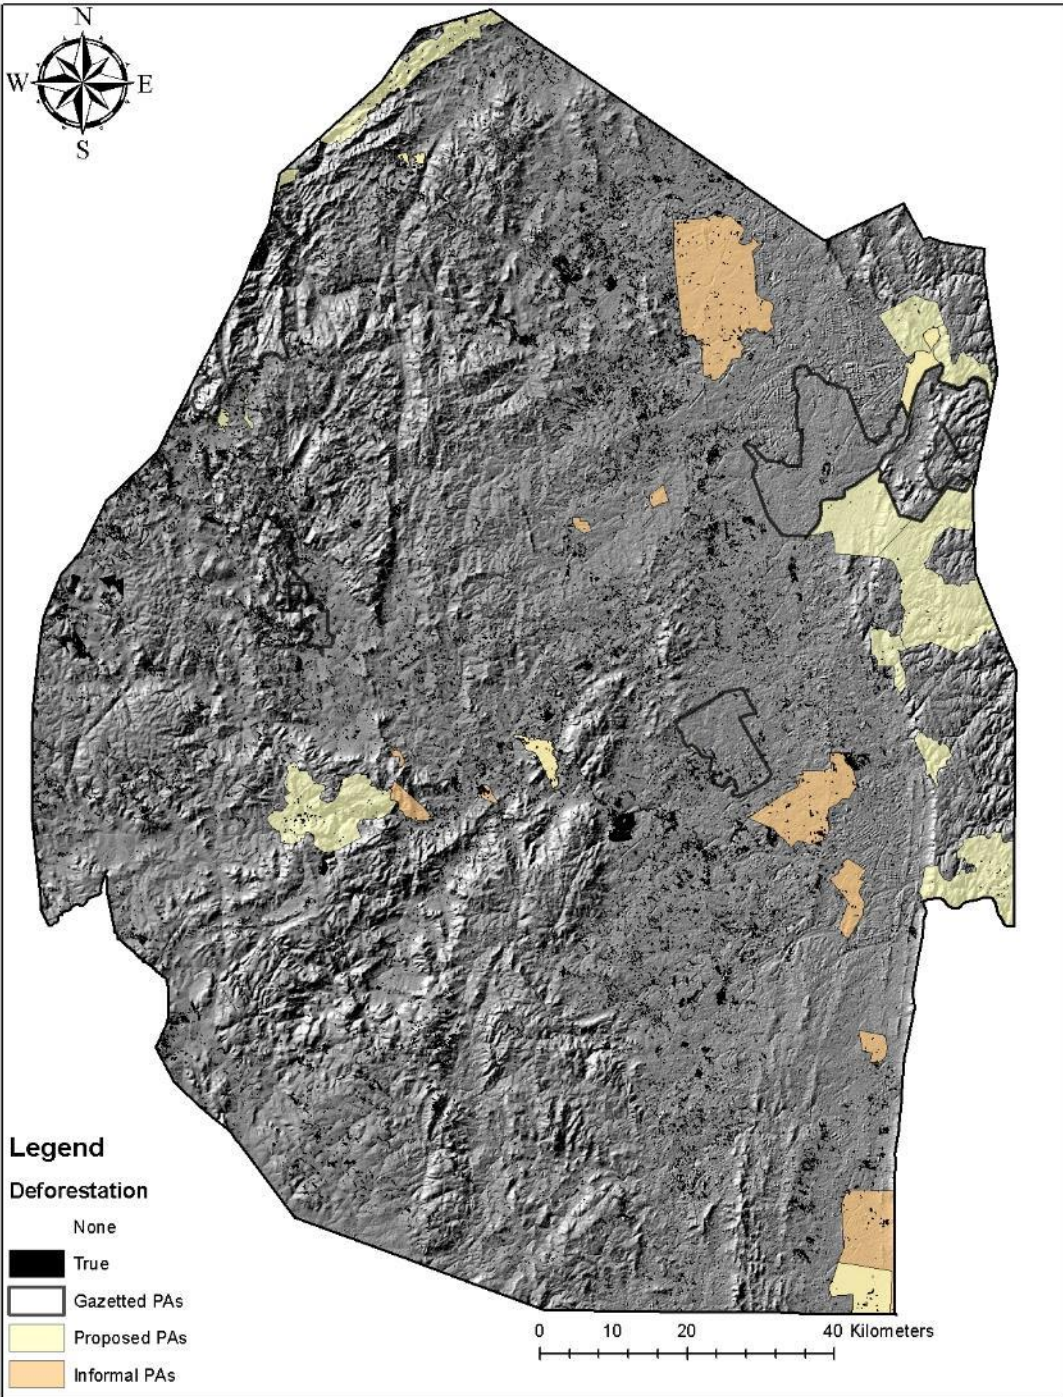 N
W E
S
Legend
Deforestation
None
True
Gazetted PAs
Proposed PAs
Informal PAs
0 10 20 40 Kilometers